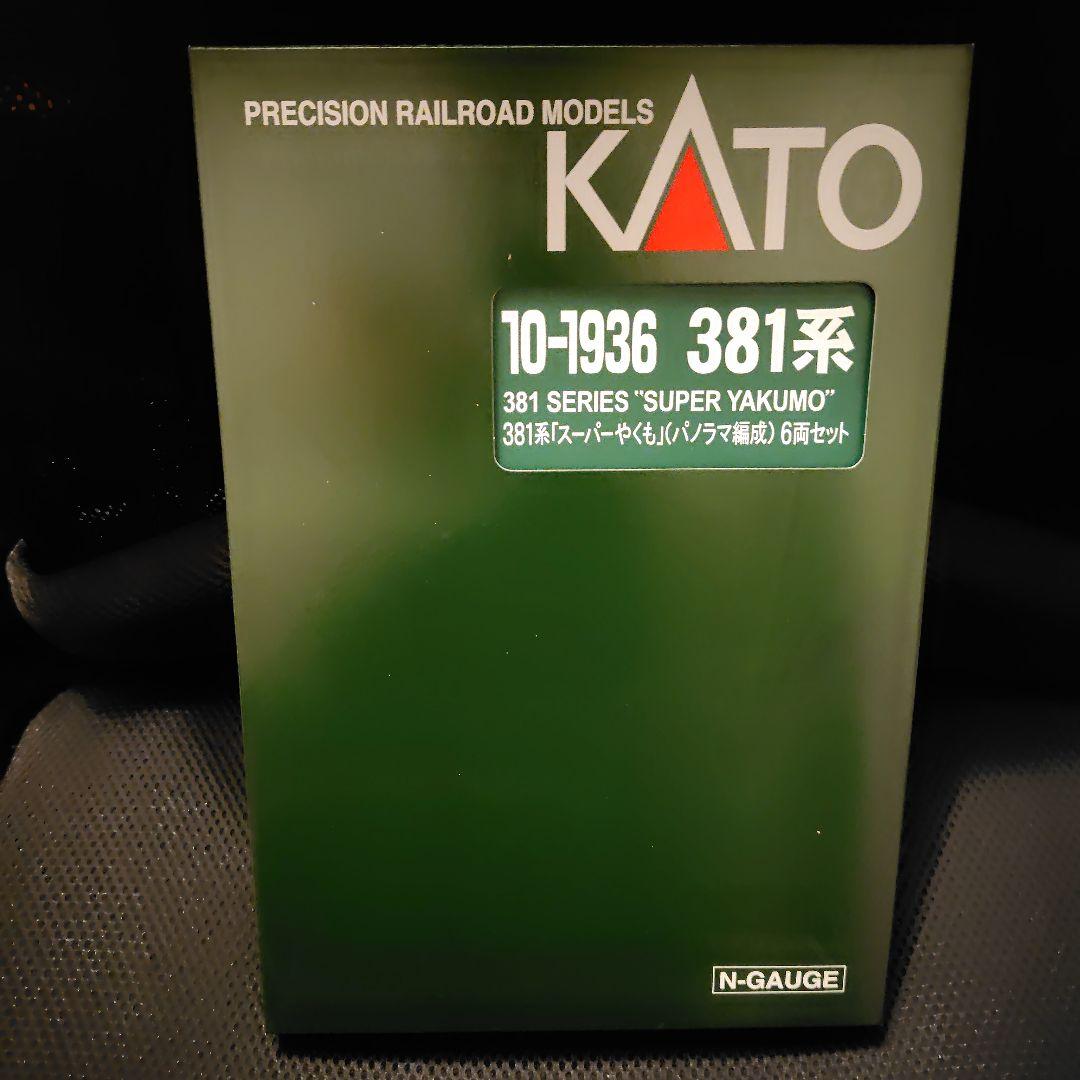 PRECISION RAILROAD MODELS
KATO
10-1936 381系
381 SERIES "SUPER YAKUMO"
381系「スーパーやくも」(パノラマ編成) 6両セット
N-GAUGE